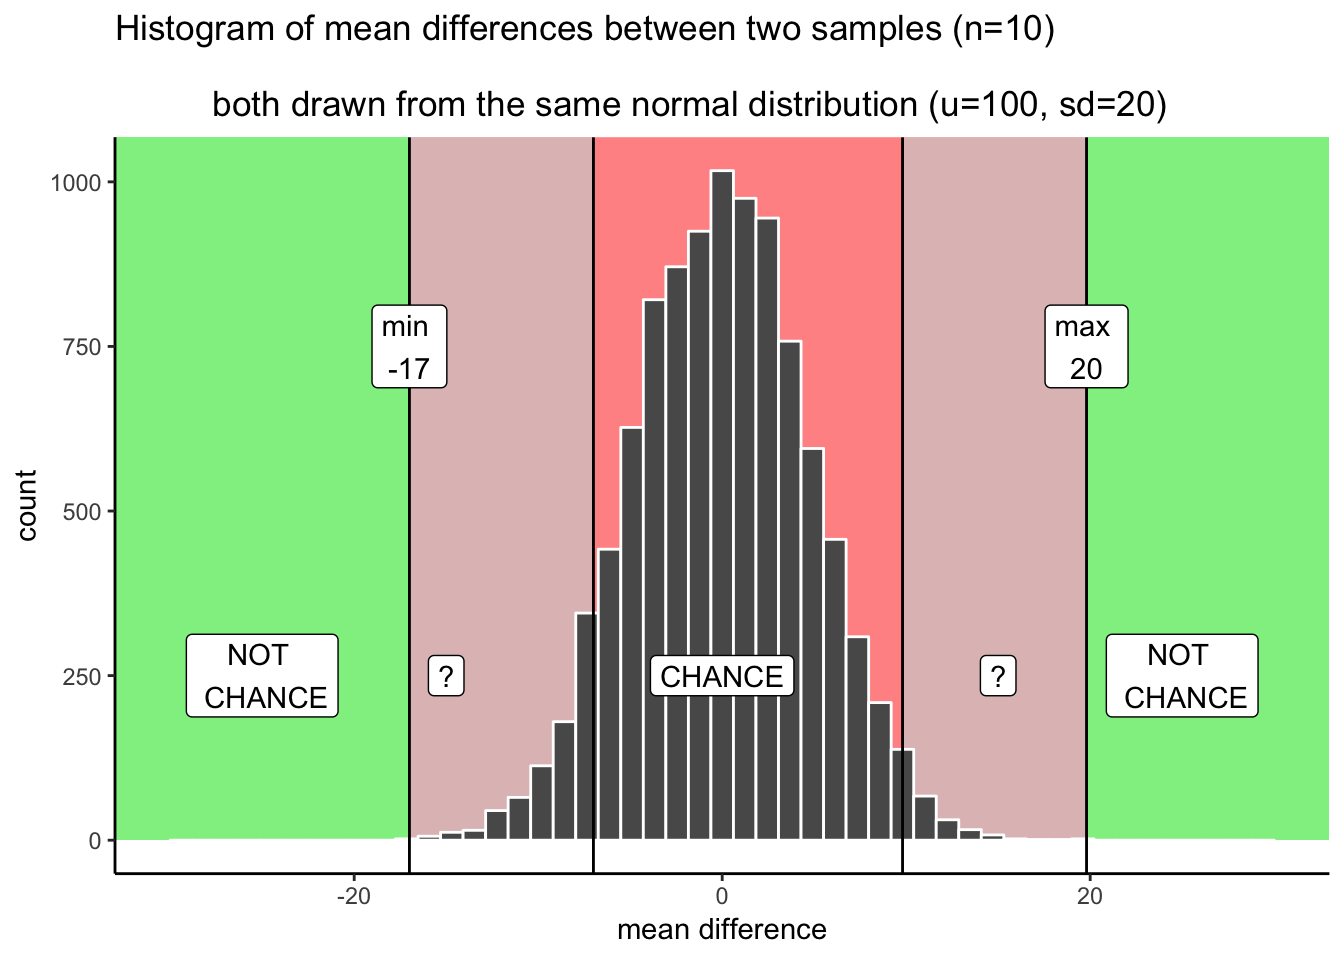 Histogram of mean differences between two samples (n=10)
both drawn from the same normal distribution (u=100, sd=20)
count
1000
750
500
250
0
min
-17
max
20
NOT
CHANCE
?
CHANCE
?
NOT
CHANCE
-20
0
20
mean difference